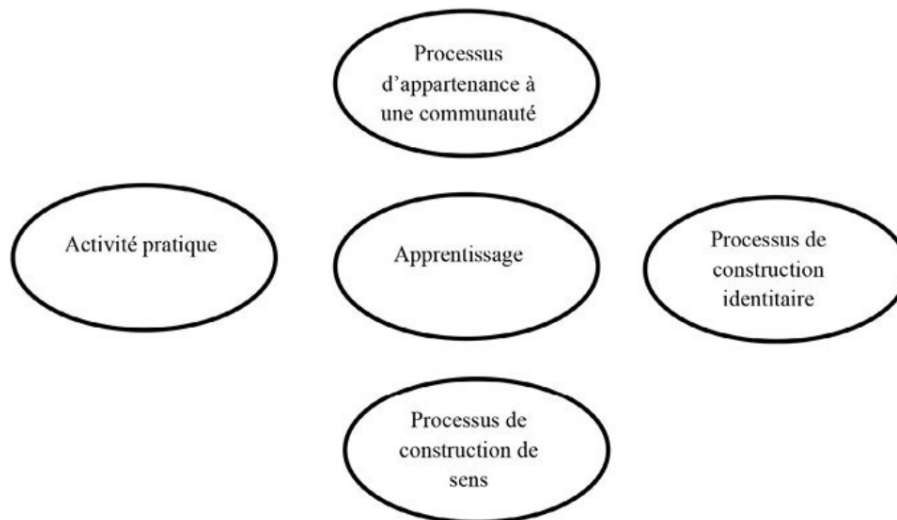 Processus
d’appartenance à
une communauté
Activité pratique
Apprentissage
Processus de
construction
identitaire
Processus de
construction de
sens